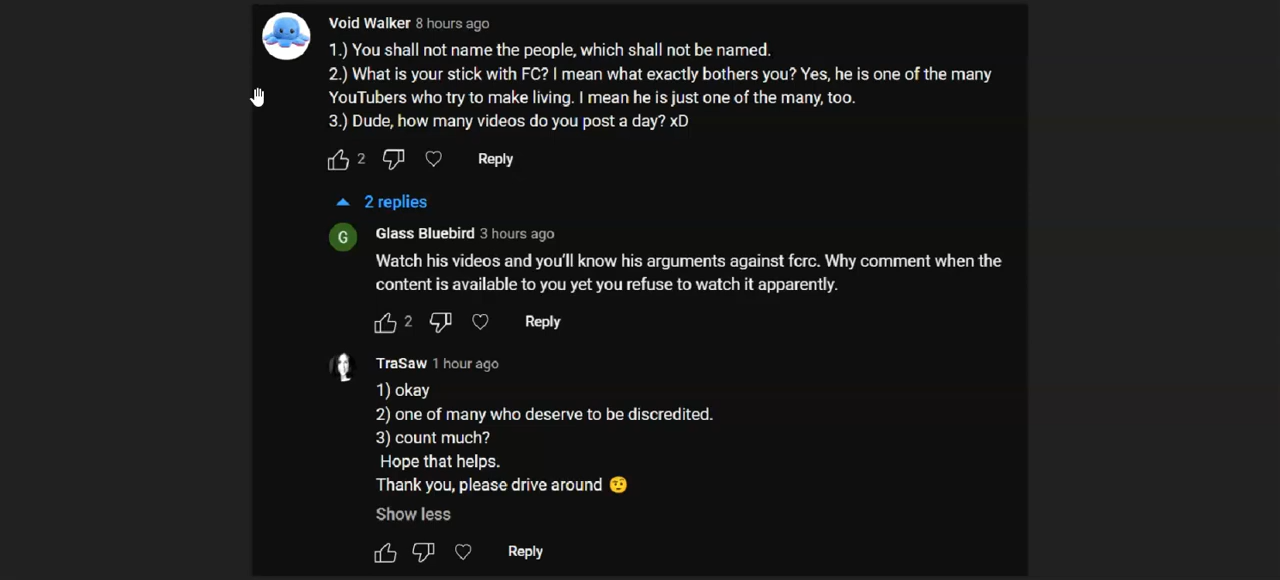 Void Walker 8 hours ago
1.) You shall not name the people, which shall not be named.
2.) What is your stick with FC? I mean what exactly bothers you? Yes, he is one of the many
YouTubers who try to make living. I mean he is just one of the many, too.
3.) Dude, how many videos do you post a day? xD
2 Reply
2 replies
G Glass Bluebird 3 hours ago
Watch his videos and you'll know his arguments against fcrc. Why comment when the
content is available to you yet you refuse to watch it apparently.
2 Reply
TraSaw 1 hour ago
1) okay
2) one of many who deserve to be discredited.
3) count much?
Hope that helps.
Thank you, please drive around 🤨
Show less
Reply